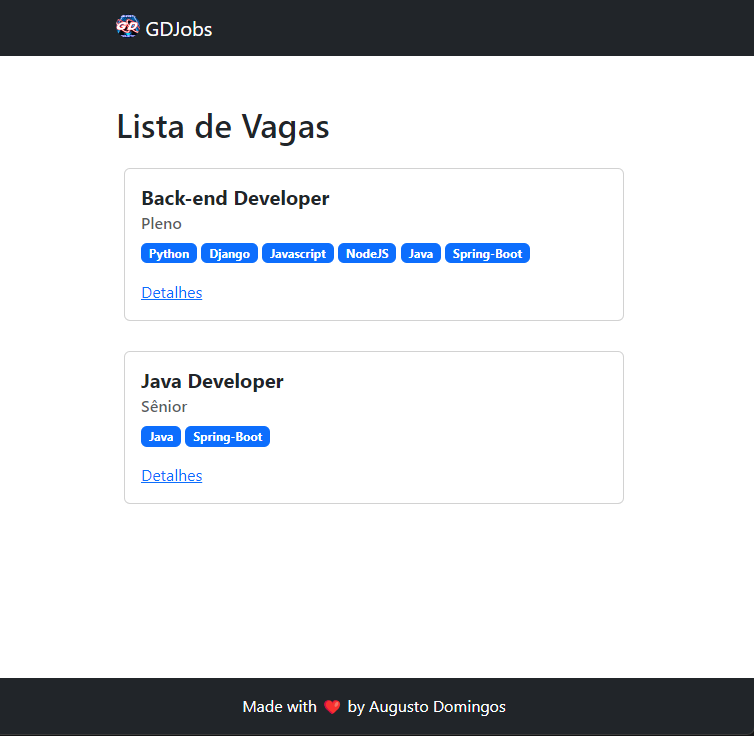 GDJobs
Lista de Vagas
Back-end Developer
Pleno
Python Django Javascript NodeJS Java Spring-Boot
Detalhes
Java Developer
Sênior
Java Spring-Boot
Detalhes
Made with ❤️ by Augusto Domingos